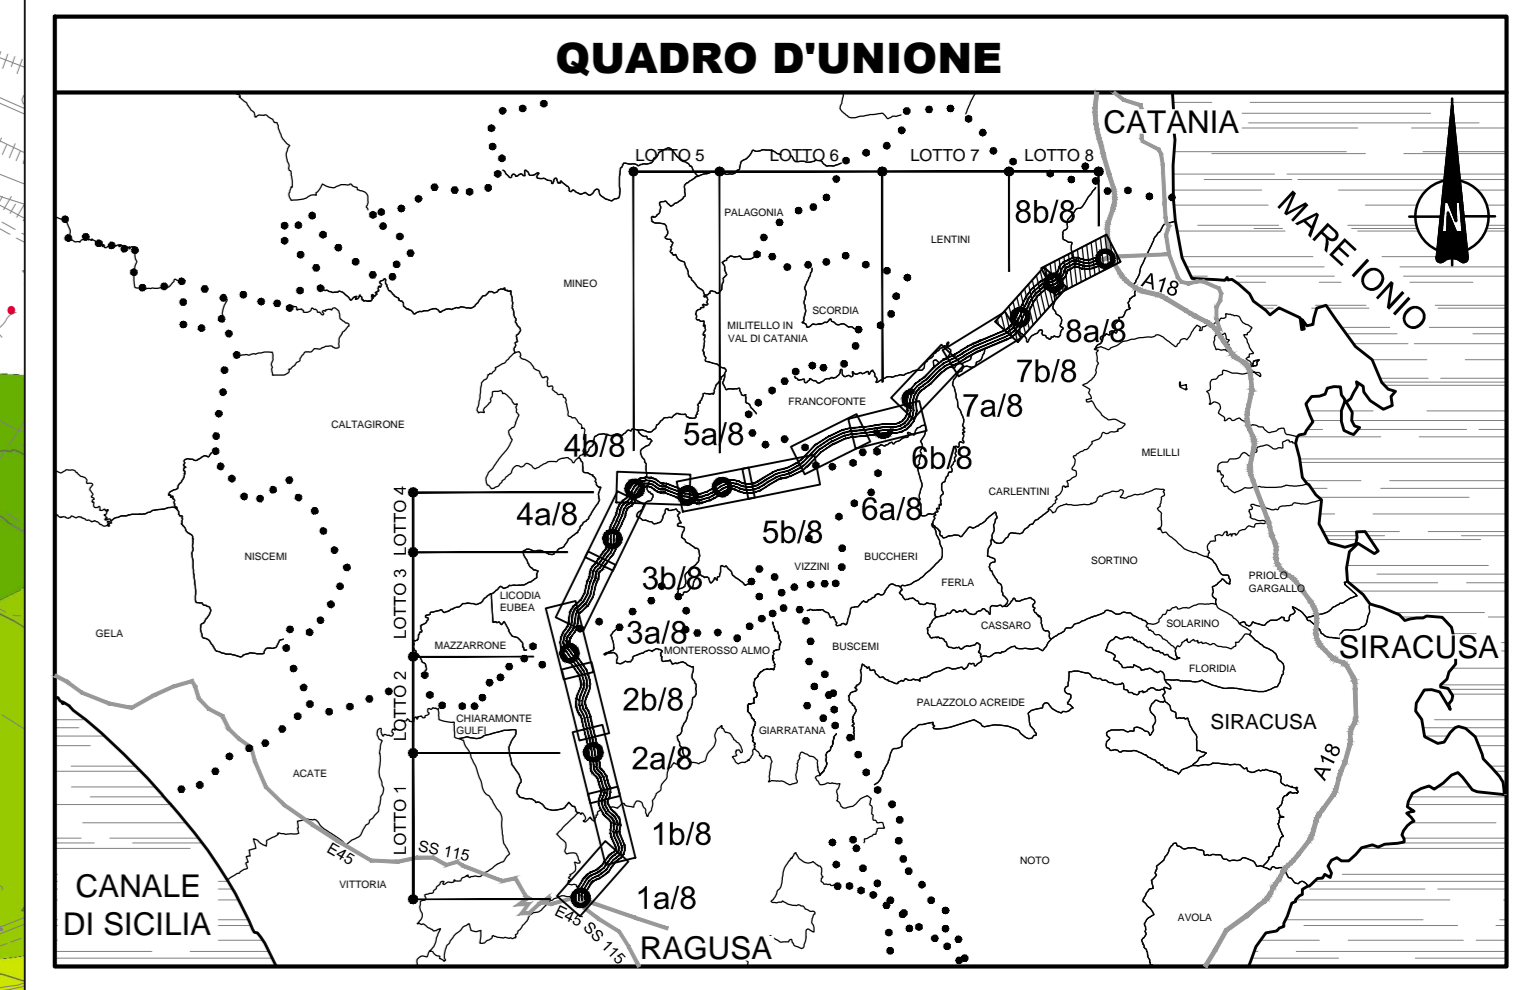 QUADRO D'UNIONE
CATANIA
LOTTO 5
LOTTO 6
LOTTO 7
LOTTO 8
PALAGONIA
8b/8
LENTINI
MARE IONIO
N
MINEO
A18
SCORDIA
MILITELLO IN
VAL DI CATANIA
8a/8
7b/8
FRANCOFONTE
7a/8
CALTAGIRONE
4b/8
5a/8
6b/8
MELILLI
CARLENTINI
LOTTO 4
4a/8
6a/8
5b/8
NISCEMI
BUCCHERI
VIZZINI
SORTINO
3b/8
FERLA
PRIOLO
GARGALLO
LOTTO 3
LICODIA
EUBEA
GELA
CASSARO
SOLARINO
3a/8
MAZZARRONE
MONTEROSSO ALMO
BUSCEMI
SIRACUSA
FLORIDIA
LOTTO 2
2b/8
PALAZZOLO ACREIDE
CHIARAMONTE
GULFI
GIARRATANA
SIRACUSA
2a/8
A18
ACATE
LOTTO 1
1b/8
E45
SS 115
NOTO
VITTORIA
CANALE
DI SICILIA
1a/8
E45 SS 115
AVOLA
RAGUSA